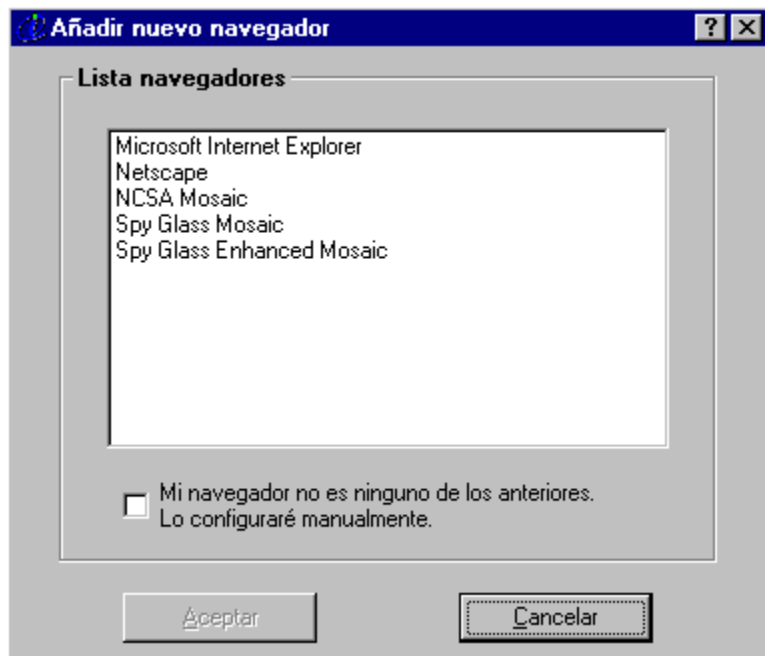 Añadir nuevo navegador
Lista navegadores
Microsoft Internet Explorer
Netscape
NCSA Mosaic
Spy Glass Mosaic
Spy Glass Enhanced Mosaic
Mi navegador no es ninguno de los anteriores.
Lo configuraré manualmente.
Aceptar
Cancelar